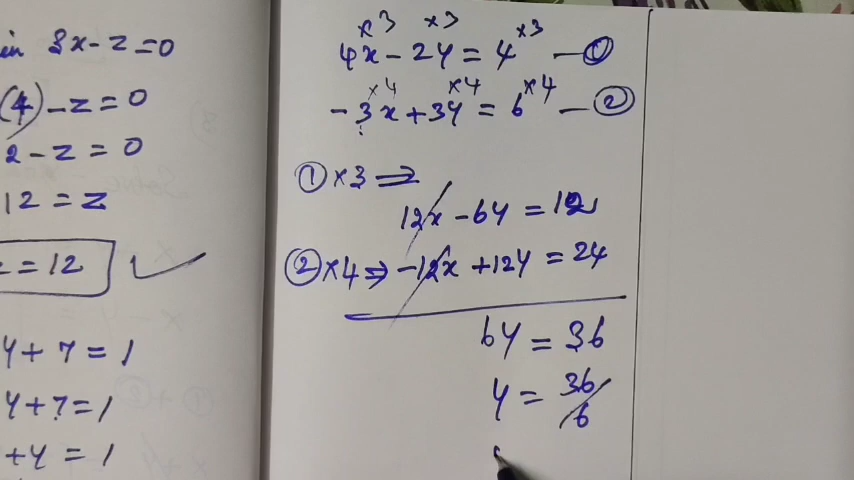 in 3x-z=0
(4)-z=0
2-z=0
12=z
z=12
y+7=1
y+7=1
+y=1
×3 ×3 ×3
4x-2y=4 —①
×4 ×4 ×4
-3x+3y=6 —②
①×3⇒
12x-6y=12
②×4⇒ -12x+12y=24
6y=36
y=36/6